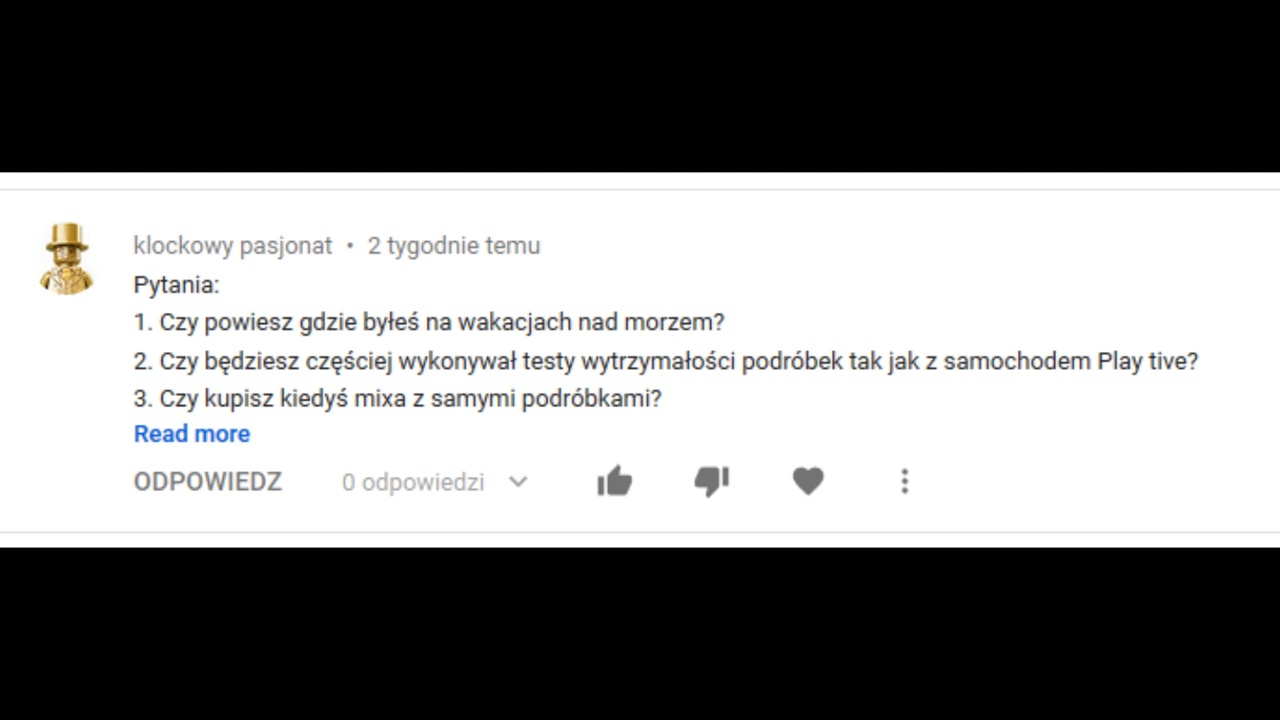 klockowy pasjonat • 2 tygodnie temu
Pytania:
1. Czy powiesz gdzie byłeś na wakacjach nad morzem?
2. Czy będziesz częściej wykonywał testy wytrzymałości podróbek tak jak z samochodem Play tive?
3. Czy kupisz kiedyś mixa z samymi podróbkami?
Read more
ODPOWIEDZ 0 odpowiedzi